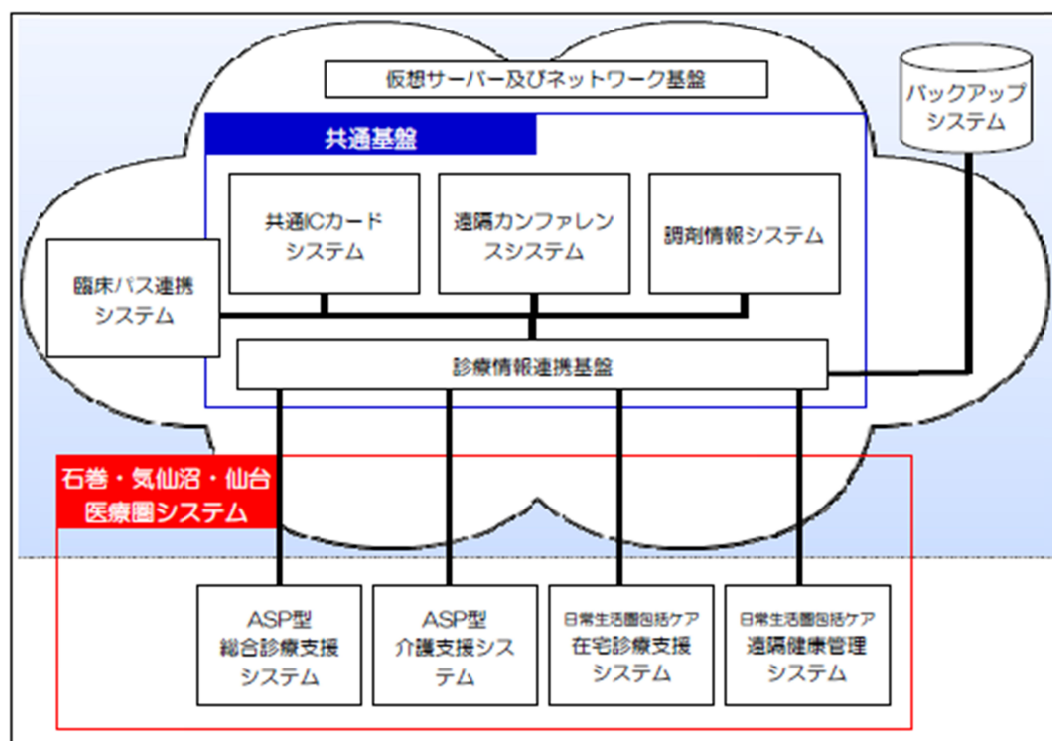 仮想サーバー及びネットワーク基盤
バックアップ
システム
共通基盤
共通ICカード
システム
遠隔カンファレン
スシステム
調剤情報システム
臨床パス連携
システム
診療情報連携基盤
石巻・気仙沼・仙台
医療圏システム
ASP型
総合診療支援
システム
ASP型
介護支援シス
テム
日常生活圏包括ケア
在宅診療支援
システム
日常生活圏包括ケア
遠隔健康管理
システム